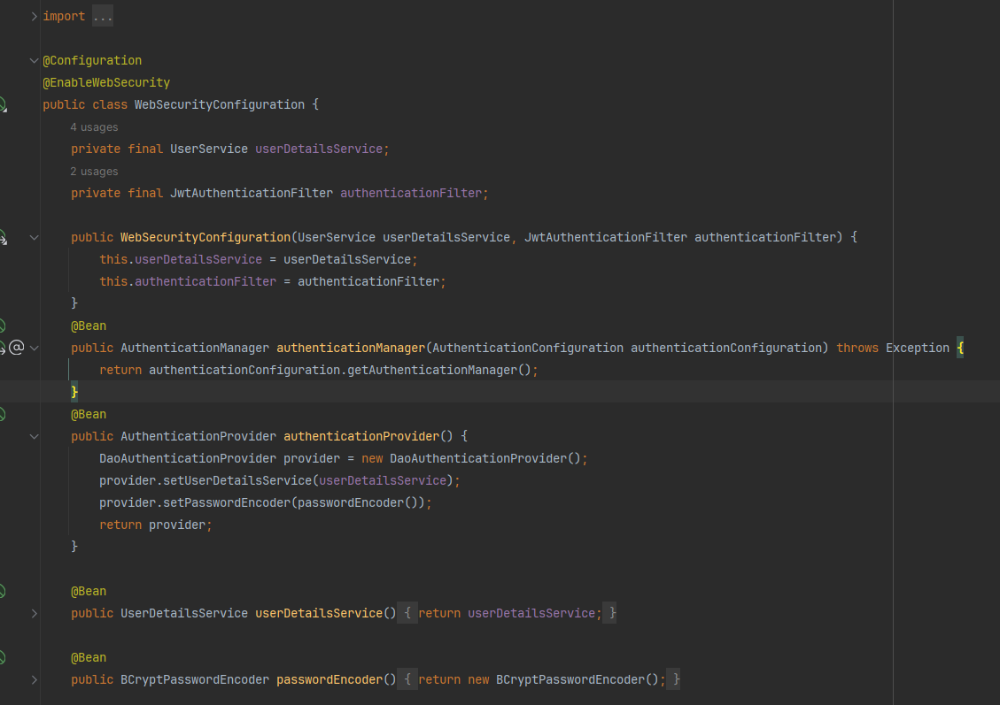 import ...
@Configuration
@EnableWebSecurity
public class WebSecurityConfiguration {
4 usages
private final UserService userDetailsService;
2 usages
private final JwtAuthenticationFilter authenticationFilter;
public WebSecurityConfiguration(UserService userDetailsService, JwtAuthenticationFilter authenticationFilter) {
this.userDetailsService = userDetailsService;
this.authenticationFilter = authenticationFilter;
}
@Bean
public AuthenticationManager authenticationManager(AuthenticationConfiguration authenticationConfiguration) throws Exception {
return authenticationConfiguration.getAuthenticationManager();
}
@Bean
public AuthenticationProvider authenticationProvider() {
DaoAuthenticationProvider provider = new DaoAuthenticationProvider();
provider.setUserDetailsService(userDetailsService);
provider.setPasswordEncoder(passwordEncoder());
return provider;
}
@Bean
public UserDetailsService userDetailsService() { return userDetailsService; }
@Bean
public BCryptPasswordEncoder passwordEncoder() { return new BCryptPasswordEncoder(); }